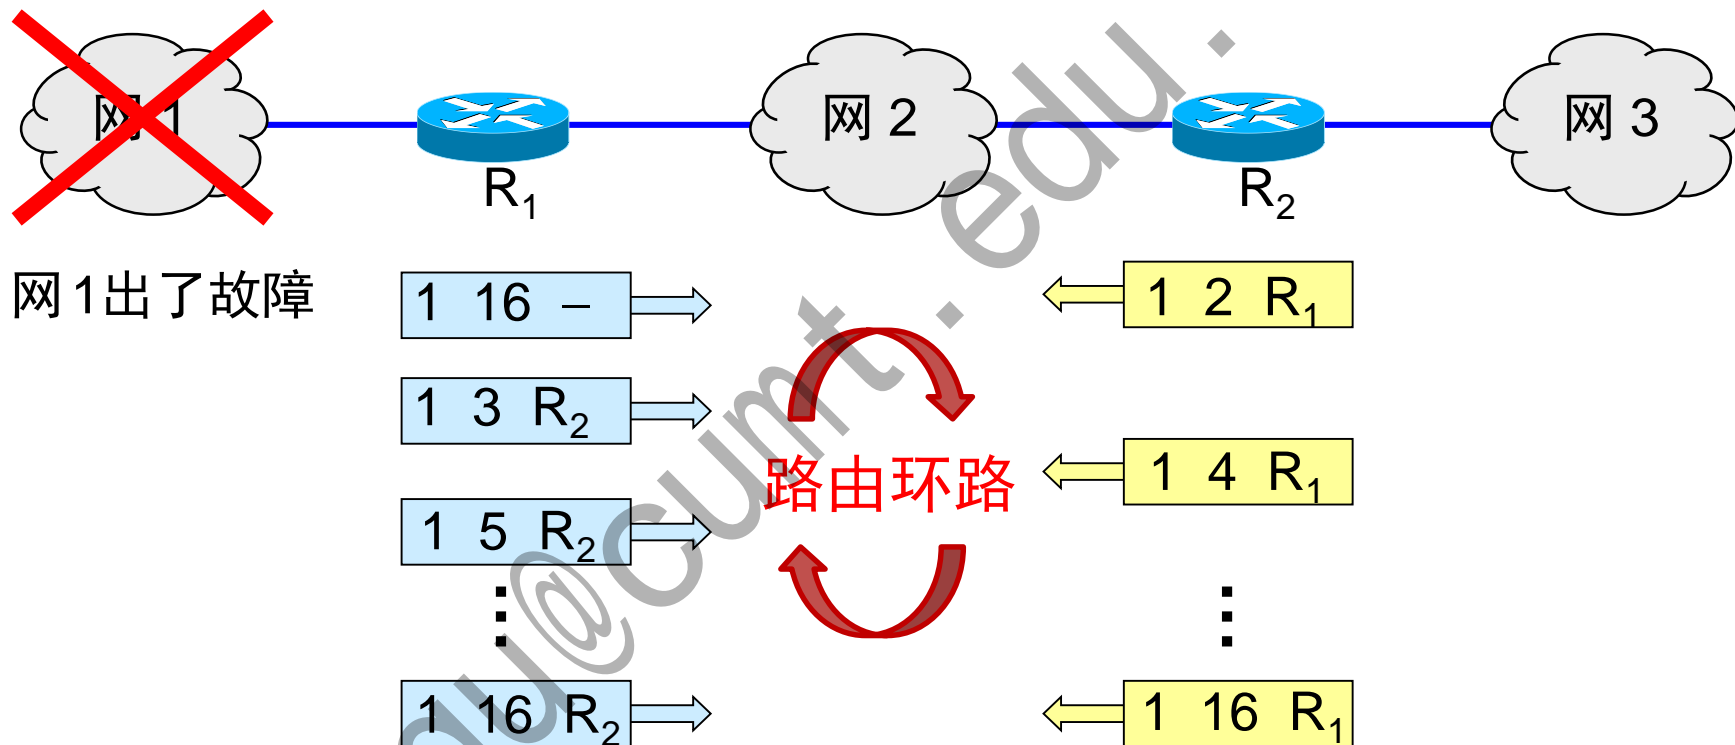 网 1
网 2
网 3
R1
R2
网1出了故障
1 16 –
1 2 R1
1 3 R2
路由环路
1 4 R1
1 5 R2
⋮
⋮
1 16 R2
1 16 R1
u@cumt.edu.